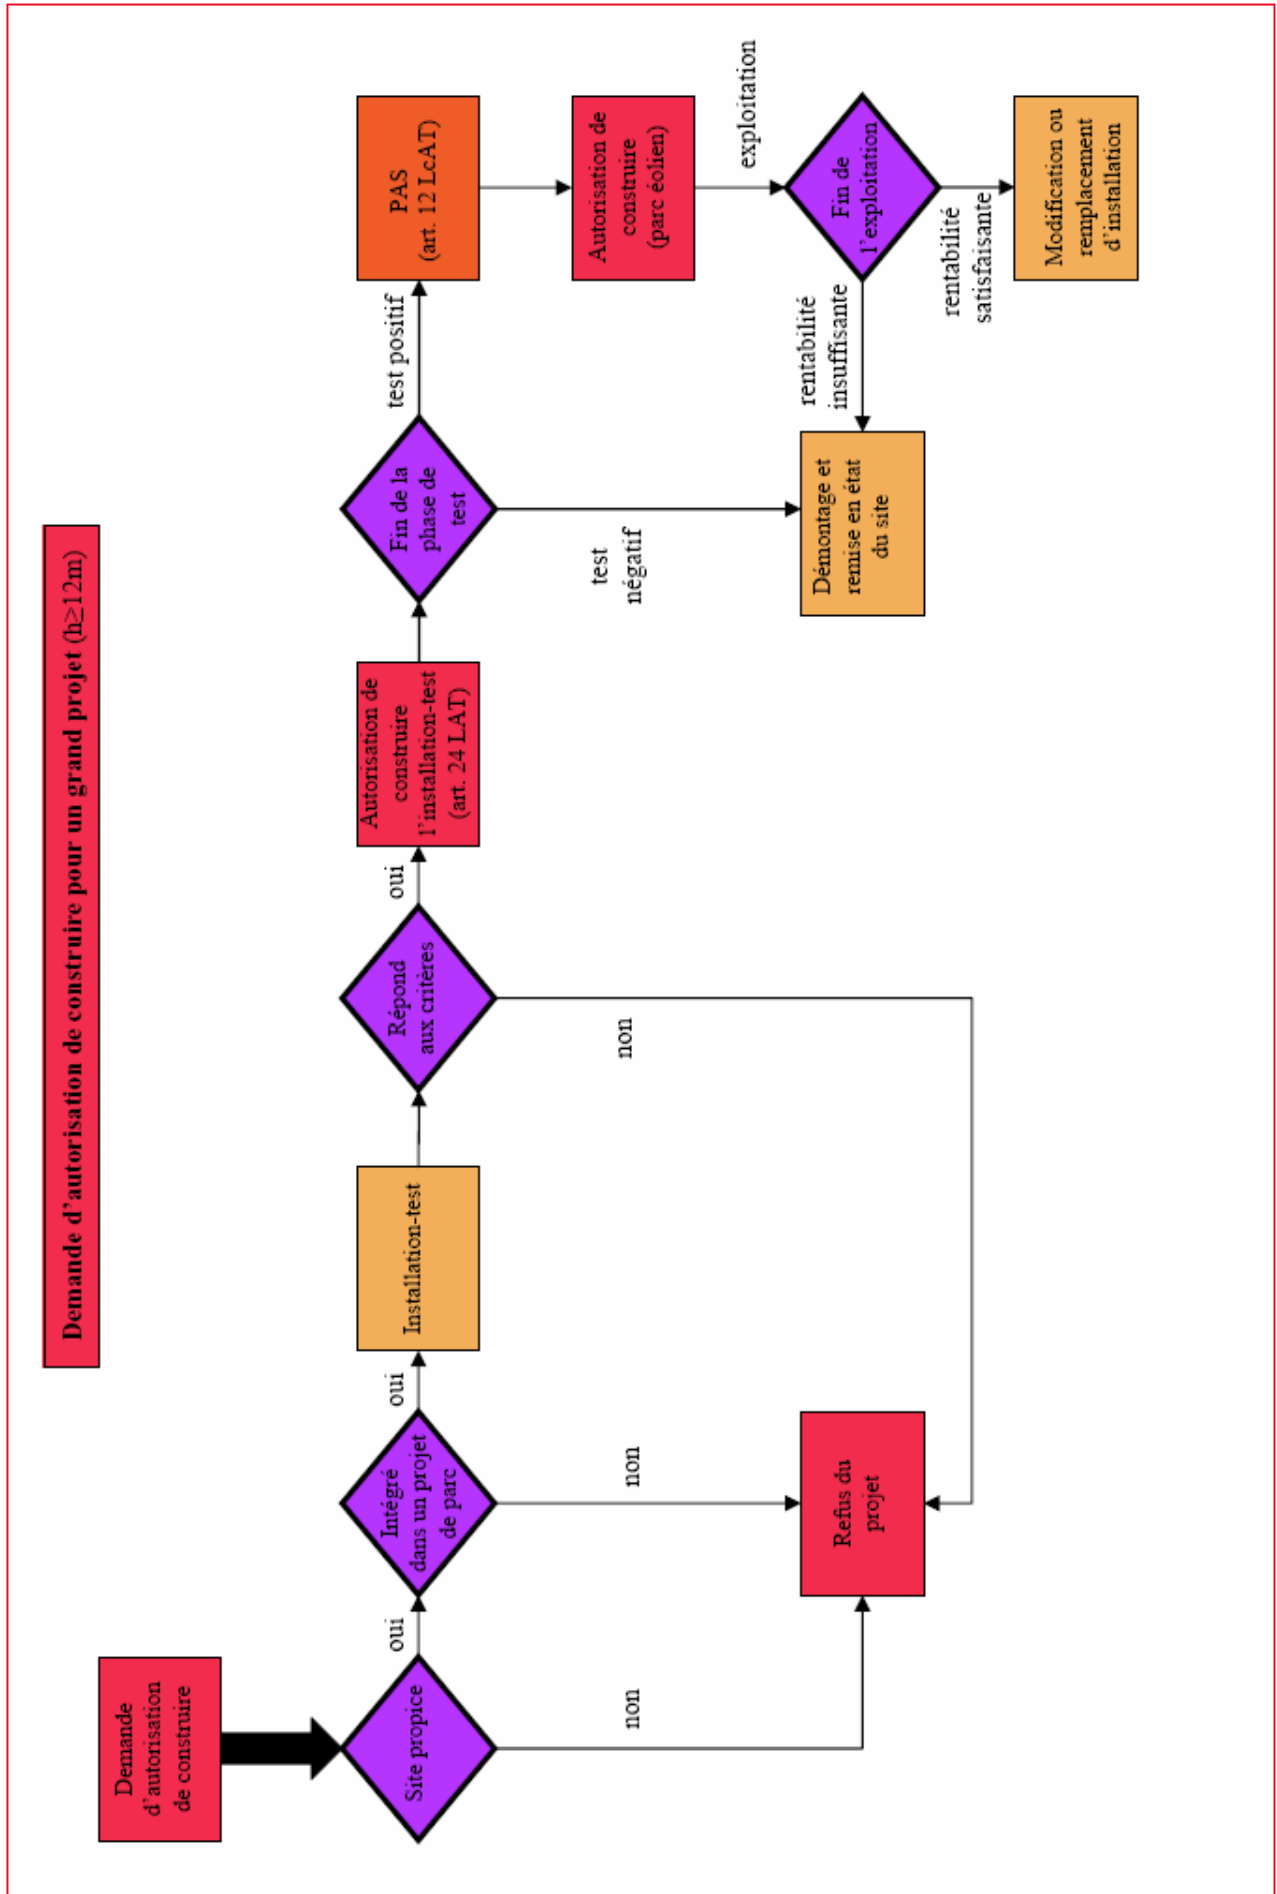 Demande d'autorisation de construire pour un grand projet (h≥12m)
Demande
d'autorisation
de construire
Site propice
oui
non
Intégré
dans un projet
de parc
oui
non
Installation-test
Répond
aux critères
oui
non
Refus du
projet
Autorisation de
construire
l'installation-test
(art. 24 LAT)
Fin de la
phase de
test
test positif
test
négatif
PAS
(art. 12 LcAT)
Autorisation de
construire
(parc éolien)
exploitation
Fin de
l'exploitation
rentabilité
insuffisante
rentabilité
satisfaisante
Démontage et
remise en état
du site
Modification ou
remplacement
d'installation